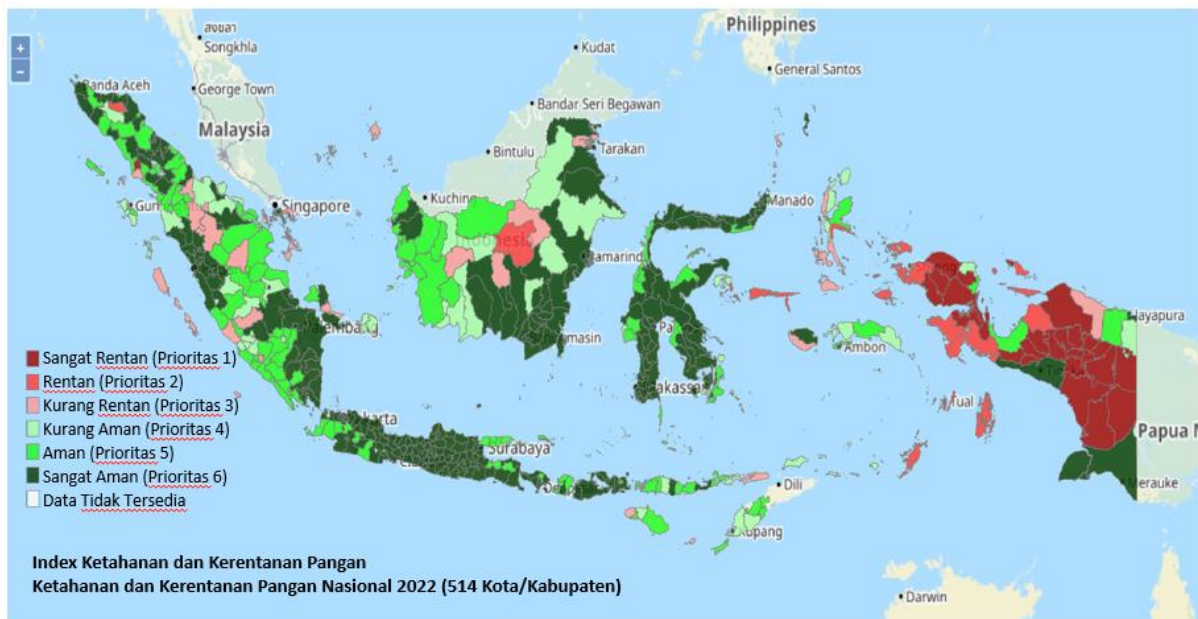 Philippines
สงขลา
Songkhla
Kudat
General Santos
Banda Aceh
George Town
Bandar Seri Begawan
Malaysia
Tarakan
Bintulu
Kuching
Singapore
Manado
Jayapura
Ambon
Tual
Papua
Surabaya
Dili
Merauke
Kupang
Darwin
+
−
Sangat Rentan (Prioritas 1)
Rentan (Prioritas 2)
Kurang Rentan (Prioritas 3)
Kurang Aman (Prioritas 4)
Aman (Prioritas 5)
Sangat Aman (Prioritas 6)
Data Tidak Tersedia
Index Ketahanan dan Kerentanan Pangan
Ketahanan dan Kerentanan Pangan Nasional 2022 (514 Kota/Kabupaten)